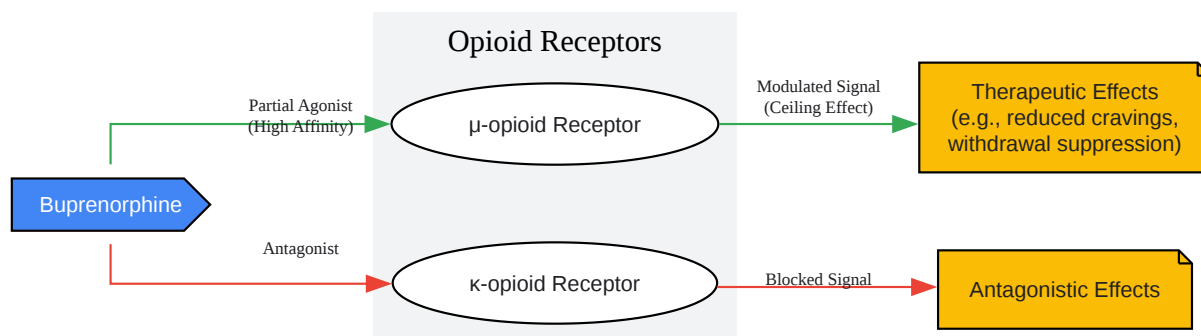 Opioid Receptors
Partial Agonist
(High Affinity)
μ-opioid Receptor
Modulated Signal
(Ceiling Effect)
Therapeutic Effects
(e.g., reduced cravings,
withdrawal suppression)
Buprenorphine
Antagonist
κ-opioid Receptor
Blocked Signal
Antagonistic Effects